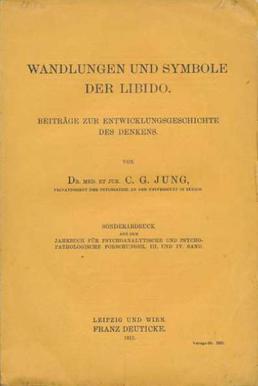 WANDLUNGEN UND SYMBOLE
DER LIBIDO.
BEITRÄGE ZUR ENTWICKLUNGSGESCHICHTE
DES DENKENS.
VON
DR. MED. ET JUR. C. G. JUNG,
PRIVATDOZENT DER PSYCHIATRIE AN DER UNIVERSITÄT IN ZÜRICH.
SONDERABDRUCK
AUS DEM
JAHRBUCH FÜR PSYCHOANALYTISCHE UND PSYCHO-
PATHOLOGISCHE FORSCHUNGEN, III. UND IV. BAND.
LEIPZIG UND WIEN.
FRANZ DEUTICKE.
1912.
Verlags-Nr.